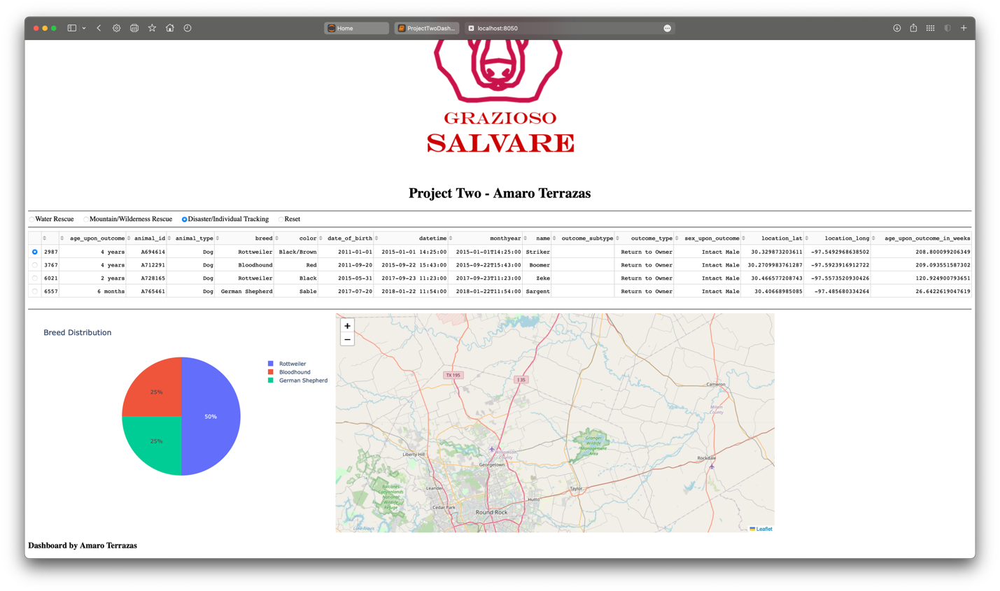 Home
ProjectTwoDash...
localhost:8050
GRAZIOSO
SALVARE
Project Two - Amaro Terrazas
Water Rescue Mountain/Wilderness Rescue Disaster/Individual Tracking Reset
age_upon_outcome animal_id animal_type breed color date_of_birth datetime monthyear name outcome_subtype outcome_type sex_upon_outcome location_lat location_long age_upon_outcome_in_weeks
2987 4 years A694614 Dog Rottweiler Black/Brown 2011-01-01 2015-01-01 14:25:00 2015-01-01T14:25:00 Striker Return to Owner Intact Male 30.329873203611 -97.5492968638502 208.800099206349
3767 4 years A712291 Dog Bloodhound Red 2011-09-20 2015-09-22 15:43:00 2015-09-22T15:43:00 Boomer Return to Owner Intact Male 30.2709983761287 -97.5923916912722 209.093551587302
6021 2 years A728165 Dog Rottweiler Black 2015-05-31 2017-09-23 11:23:00 2017-09-23T11:23:00 Zeke Return to Owner Intact Male 30.466577208743 -97.5573520930426 120.924900793651
6557 6 months A765461 Dog German Shepherd Sable 2017-07-20 2018-01-22 11:54:00 2018-01-22T11:54:00 Sargent Return to Owner Intact Male 30.40668985085 -97.485680334264 26.6422619047619
Breed Distribution
Rottweiler
Bloodhound
German Shepherd
25%
50%
25%
+
−
TX 195
I 35
Cameron
Milam
County
Granger
Wildlife
Management
Area
Liberty Hill
Williamson
County
Georgetown
Rockdale
Leander
Taylor
Balcones
Canyonlands
National
Wildlife
Refuge
Hutto
Cedar Park
Round Rock
Lake Travis
Leaflet
Dashboard by Amaro Terrazas